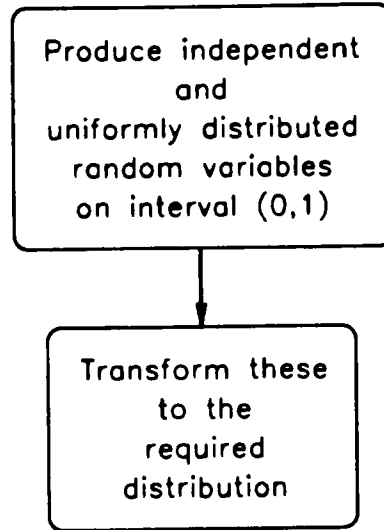 Produce independent
and
uniformly distributed
random variables
on interval (0,1)
Transform these
to the
required
distribution